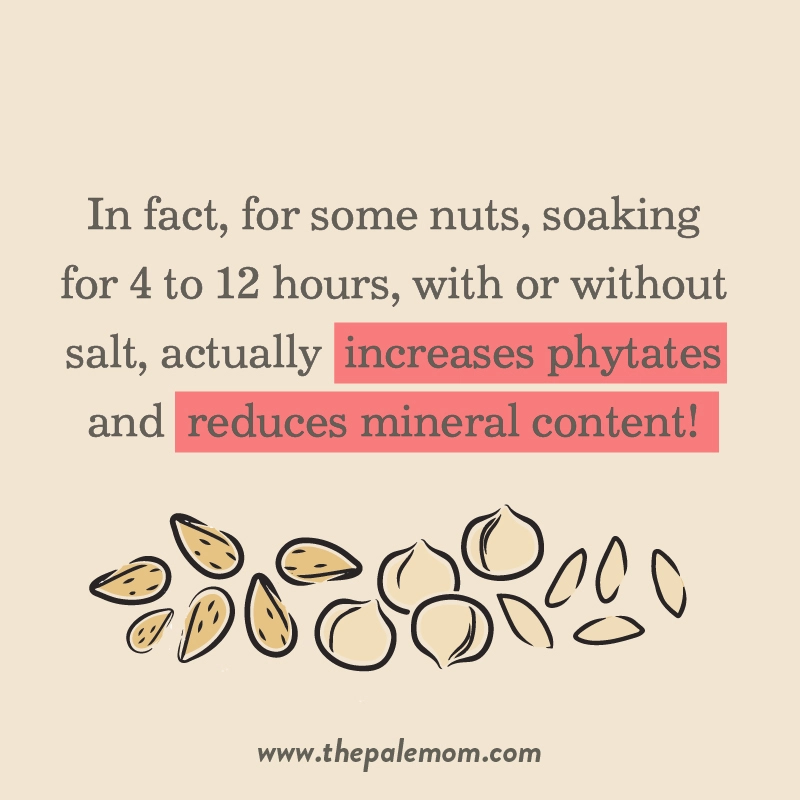 In fact, for some nuts, soaking
for 4 to 12 hours, with or without
salt, actually increases phytates
and reduces mineral content!
www.thepalemom.com